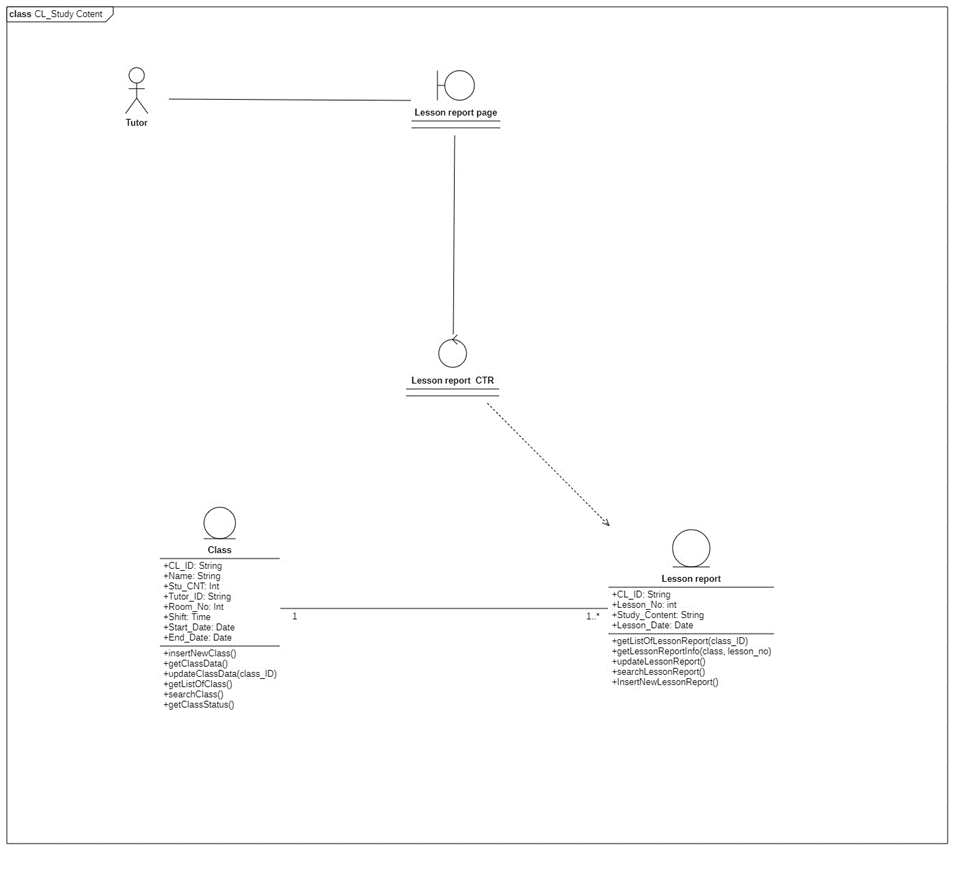 class CL_Study Cotent
Tutor
Lesson report page
Lesson report  CTR
Class
+CL_ID: String
+Name: String
+Stu_CNT: Int
+Tutor_ID: String
+Room_No: Int
+Shift: Time
+Start_Date: Date
+End_Date: Date
+insertNewClass()
+getClassData()
+updateClassData(class_ID)
+getListOfClass()
+searchClass()
+getClassStatus()
1
1..*
Lesson report
+CL_ID: String
+Lesson_No: int
+Study_Content: String
+Lesson_Date: Date
+getListOfLessonReport(class_ID)
+getLessonReportInfo(class, lesson_no)
+updateLessonReport()
+searchLessonReport()
+InsertNewLessonReport()